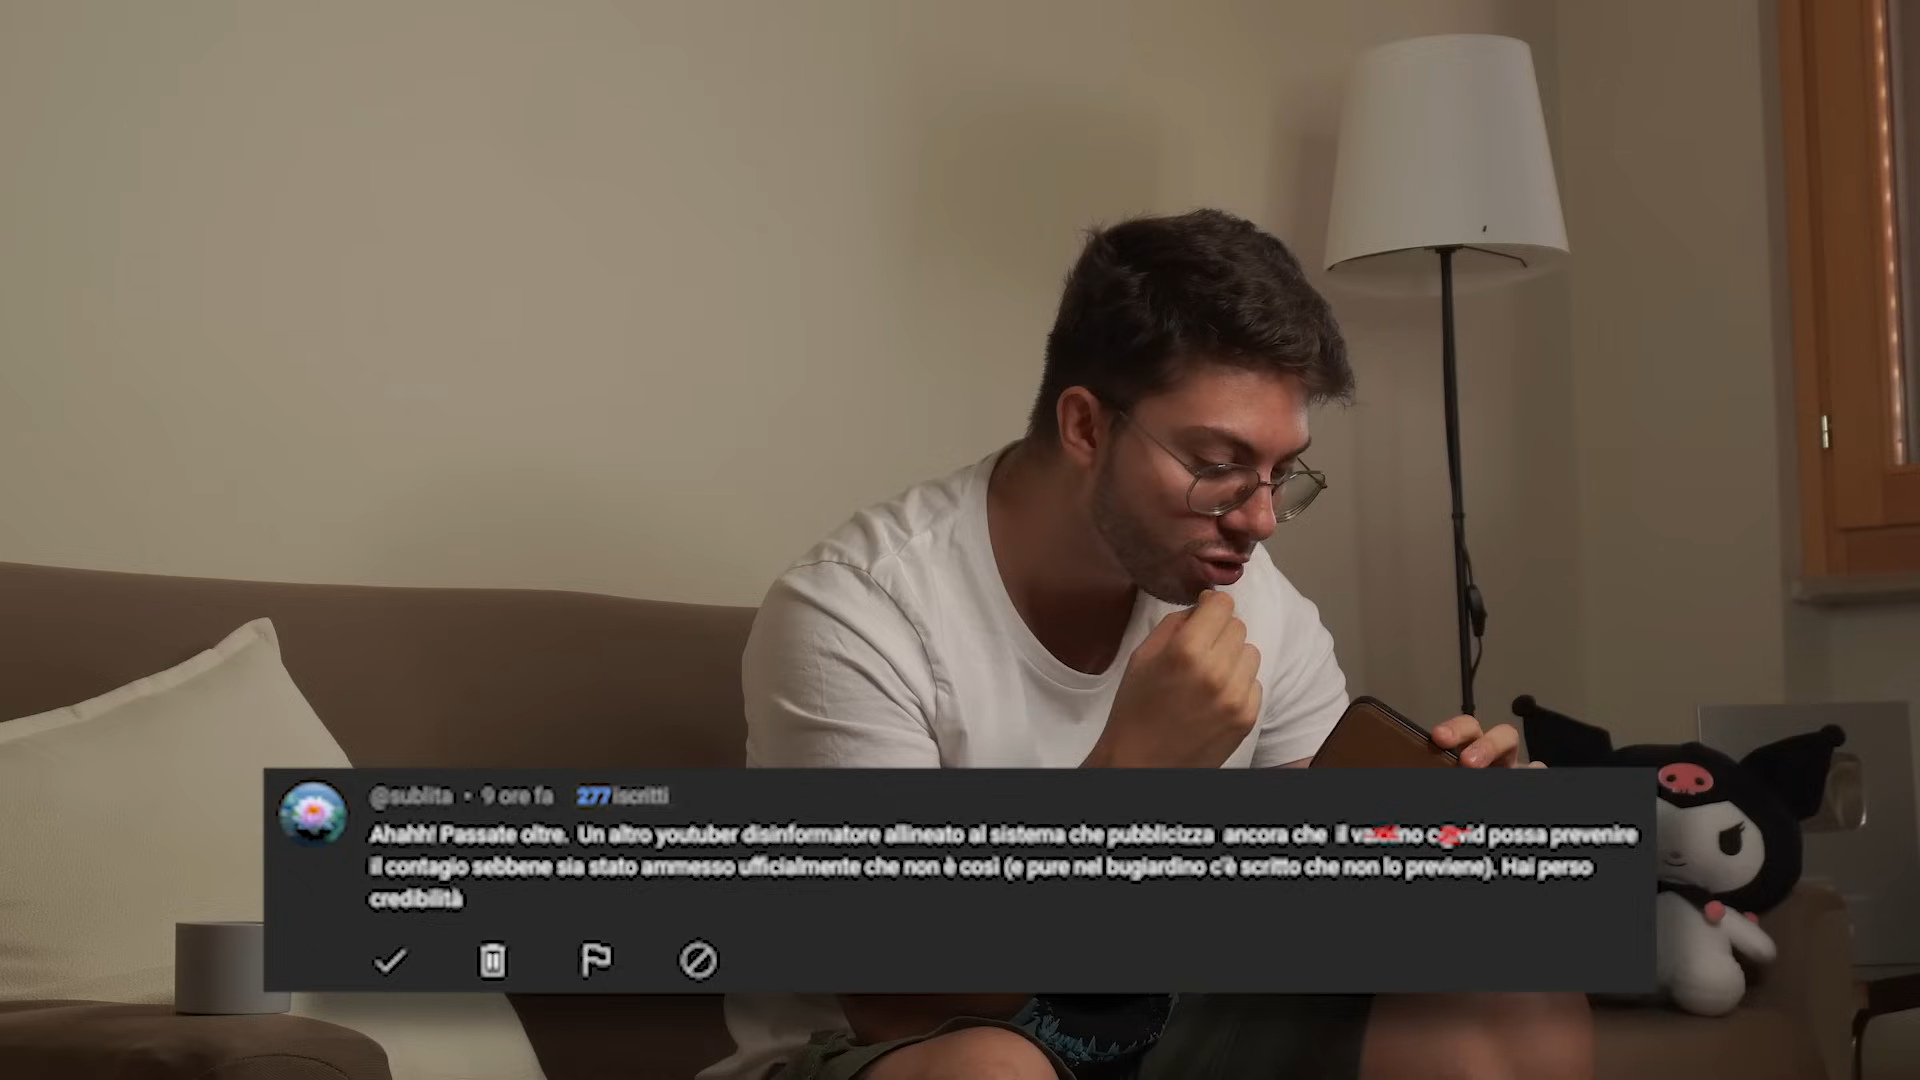 @sublita • 9 ore fa 277 iscritti
Ahahh! Passate oltre. Un altro youtuber disinformatore allineato al sistema che pubblicizza ancora che il possa prevenire
il contagio sebbene sia stato ammesso ufficialmente che non è così (e pure nel bugiardino c'è scritto che non lo previene). Hai perso
credibilità